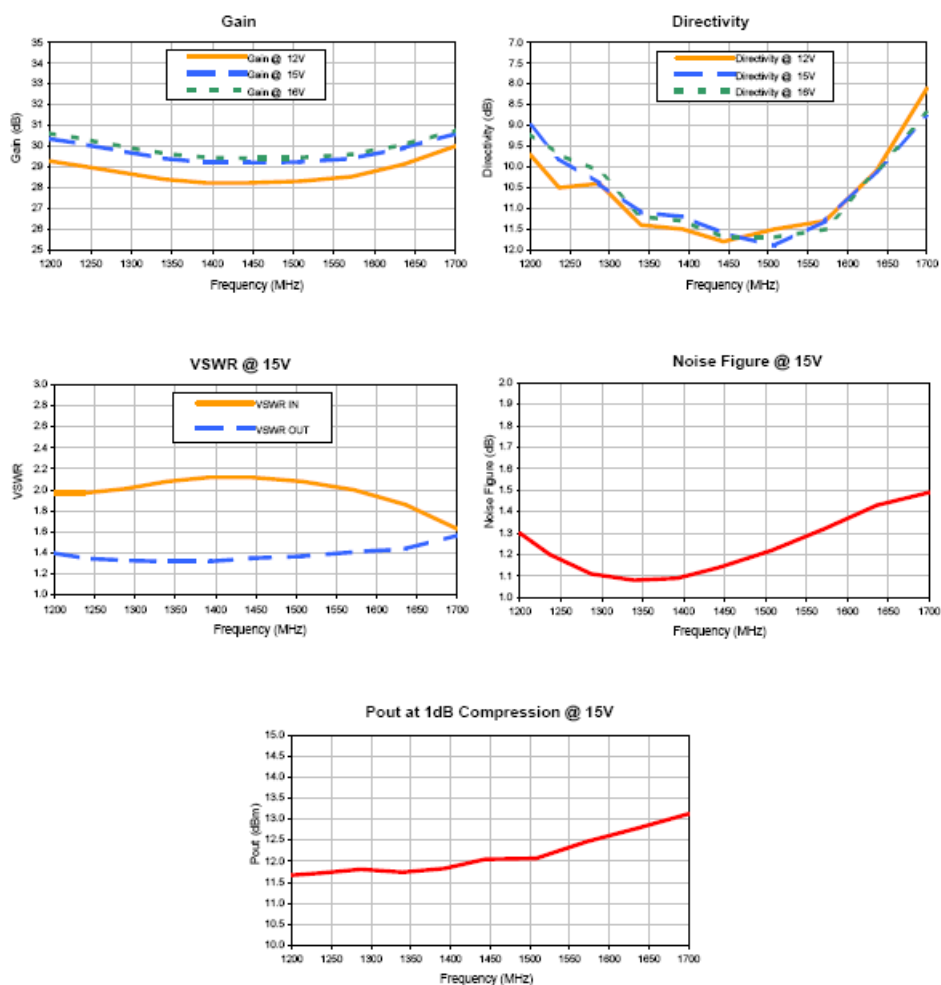 Gain
35
34
33
32
31
30
29
28
27
26
25
Gain (dB)
Gain @ 12V
Gain @ 15V
Gain @ 16V
1200 1250 1300 1350 1400 1450 1500 1550 1600 1650 1700
Frequency (MHz)
Directivity
7.0
7.5
8.0
8.5
9.0
9.5
10.0
10.5
11.0
11.5
12.0
Directivity (dB)
Directivity @ 12V
Directivity @ 15V
Directivity @ 16V
1200 1250 1300 1350 1400 1450 1500 1550 1600 1650 1700
Frequency (MHz)
VSWR @ 15V
3.0
2.8
2.6
2.4
2.2
2.0
1.8
1.6
1.4
1.2
1.0
VSWR
VSWR IN
VSWR OUT
1200 1250 1300 1350 1400 1450 1500 1550 1600 1650 1700
Frequency (MHz)
Noise Figure @ 15V
2.0
1.9
1.8
1.7
1.6
1.5
1.4
1.3
1.2
1.1
1.0
Noise Figure (dB)
1200 1250 1300 1350 1400 1450 1500 1550 1600 1650 1700
Frequency (MHz)
Pout at 1dB Compression @ 15V
15.0
14.5
14.0
13.5
13.0
12.5
12.0
11.5
11.0
10.5
10.0
Pout (dBm)
1200 1250 1300 1350 1400 1450 1500 1550 1600 1650 1700
Frequency (MHz)